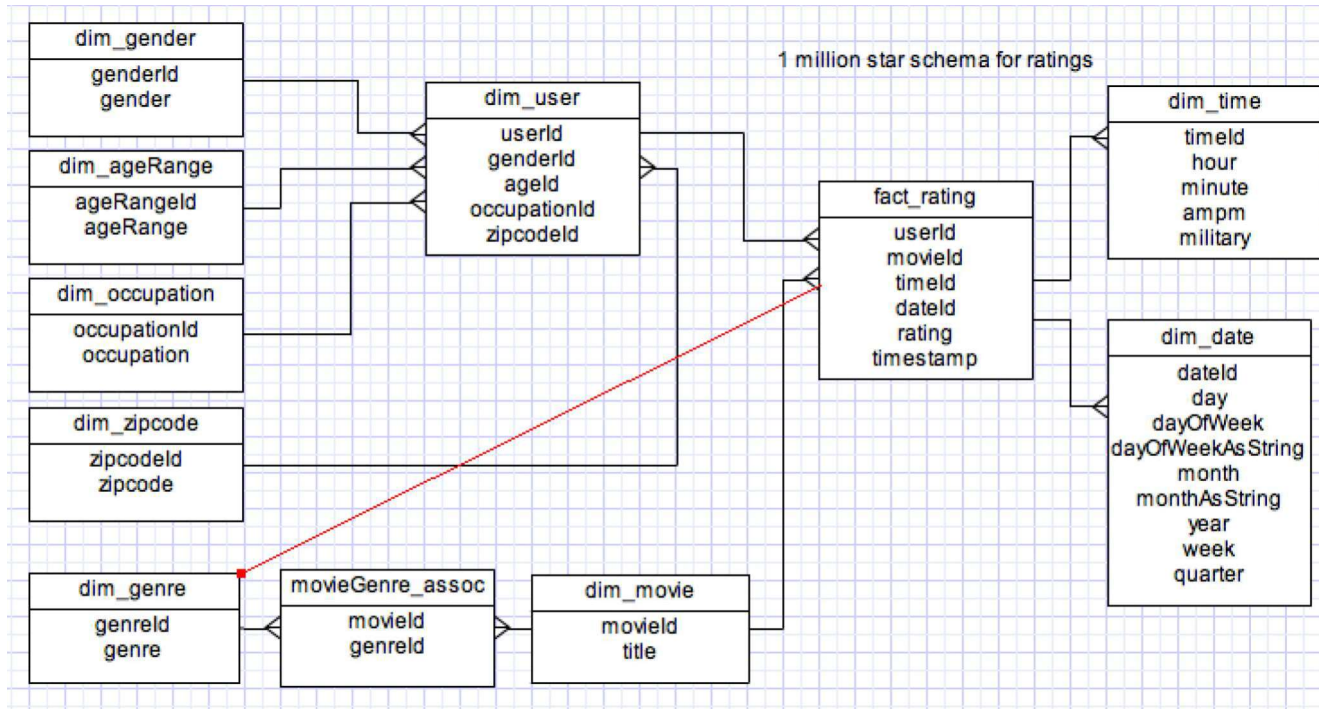 dim_gender
genderId
gender
dim_ageRange
ageRangeId
ageRange
dim_occupation
occupationId
occupation
dim_zipcode
zipcodeId
zipcode
dim_genre
genreId
genre
movieGenre_assoc
movieId
genreId
dim_movie
movieId
title
dim_user
userId
genderId
ageId
occupationId
zipcodeId
1 million star schema for ratings
fact_rating
userId
movieId
timeId
dateId
rating
timestamp
dim_time
timeId
hour
minute
ampm
military
dim_date
dateId
day
dayOfWeek
dayOfWeekAsString
month
monthAsString
year
week
quarter